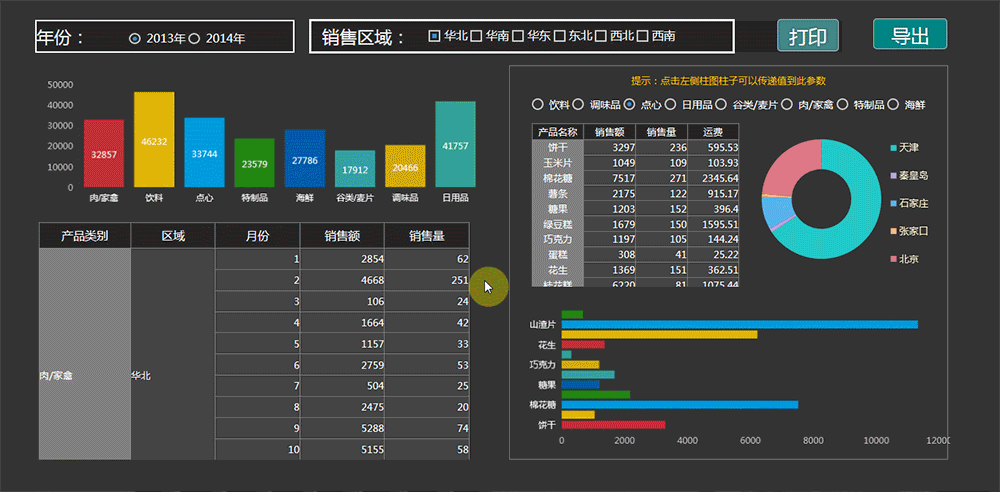 年份： 2013年 2014年 销售区域： 华北 华南 华东 东北 西北 西南 打印 导出
50000
40000
30000
20000
10000
0
32857 46232 33744 23579 27786 17912 20466 41757
肉/家禽 饮料 点心 特制品 海鲜 谷类/麦片 调味品 日用品
产品类别 区域 月份 销售额 销售量
肉/家禽 华北
1 2854 62
2 4668 251
3 106 24
4 1664 42
5 1157 33
6 2759 53
7 504 25
8 2475 20
9 5288 74
10 5155 58
提示：点击左侧柱图柱子可以传递值到此参数
饮料 调味品 点心 日用品 谷类/麦片 肉/家禽 特制品 海鲜
产品名称 销售额 销售量 运费
饼干 3297 236 595.53
玉米片 1049 109 103.93
棉花糖 7517 271 2345.64
薯条 2175 122 915.17
糖果 1203 152 396.4
绿豆糕 1679 150 1595.51
巧克力 1197 105 144.24
蛋糕 308 41 25.22
花生 1369 151 362.51
桂花糕 6220 81 1075.44
天津
秦皇岛
石家庄
张家口
北京
山渣片
花生
巧克力
糖果
棉花糖
饼干
0 2000 4000 6000 8000 10000 12000